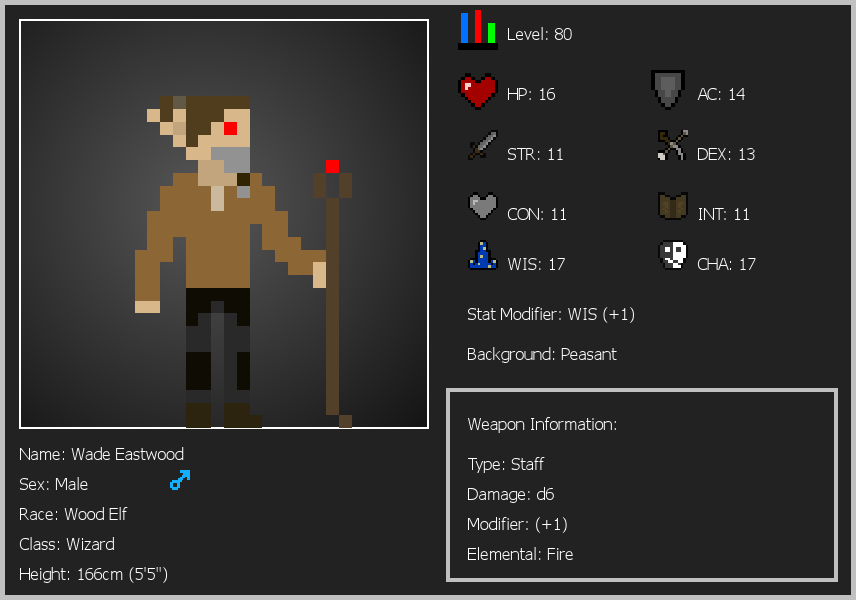 Level: 80
HP: 16
AC: 14
STR: 11
DEX: 13
CON: 11
INT: 11
WIS: 17
CHA: 17
Stat Modifier: WIS (+1)
Background: Peasant
Weapon Information:
Type: Staff
Damage: d6
Modifier: (+1)
Elemental: Fire
Name: Wade Eastwood
Sex: Male
Race: Wood Elf
Class: Wizard
Height: 166cm (5'5")